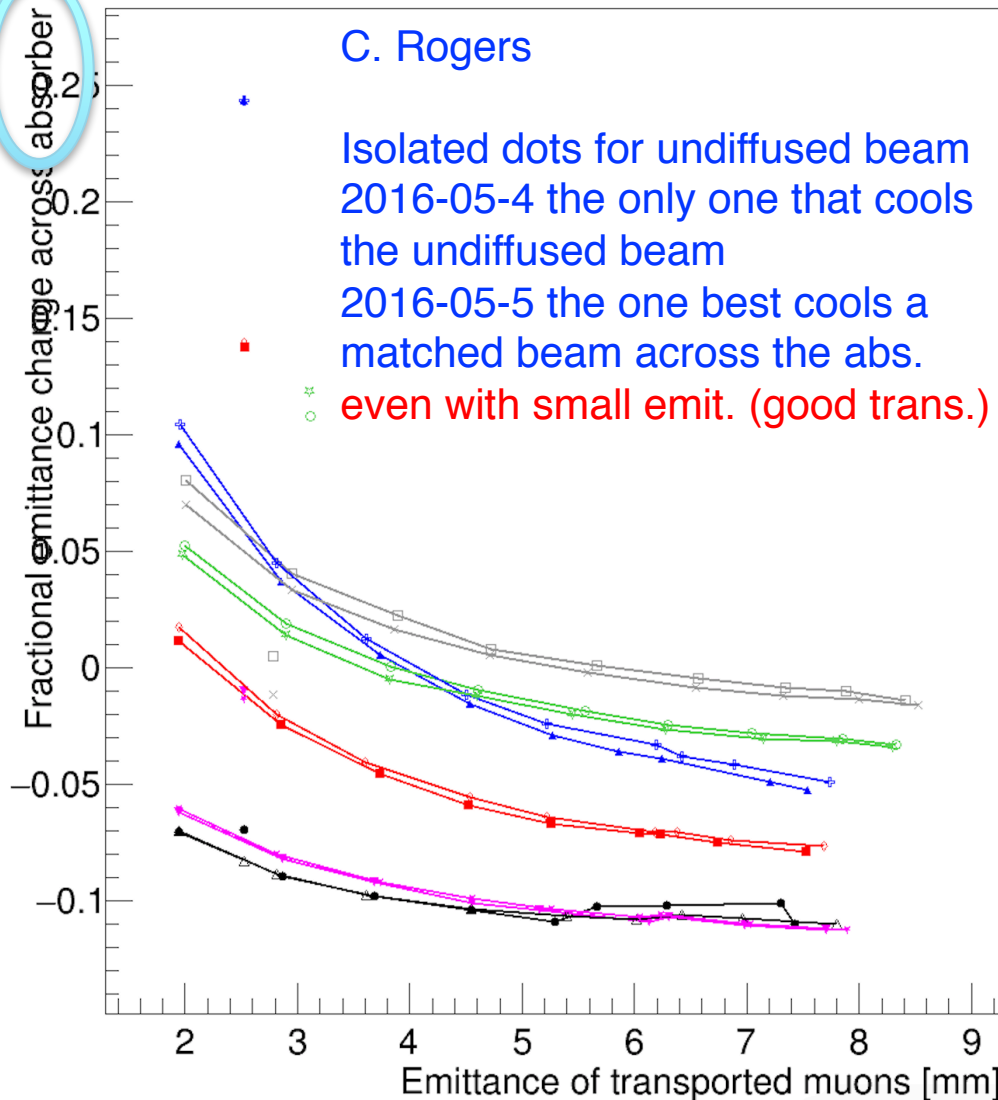 C. Rogers
Isolated dots for undiffused beam
2016-05-4 the only one that cools
the undiffused beam
2016-05-5 the one best cools a
matched beam across the abs.
even with small emit. (good trans.)
Fractional emittance change across absorber
0.25
0.2
0.15
0.1
0.05
0
−0.05
−0.1
2 3 4 5 6 7 8 9
Emittance of transported muons [mm]